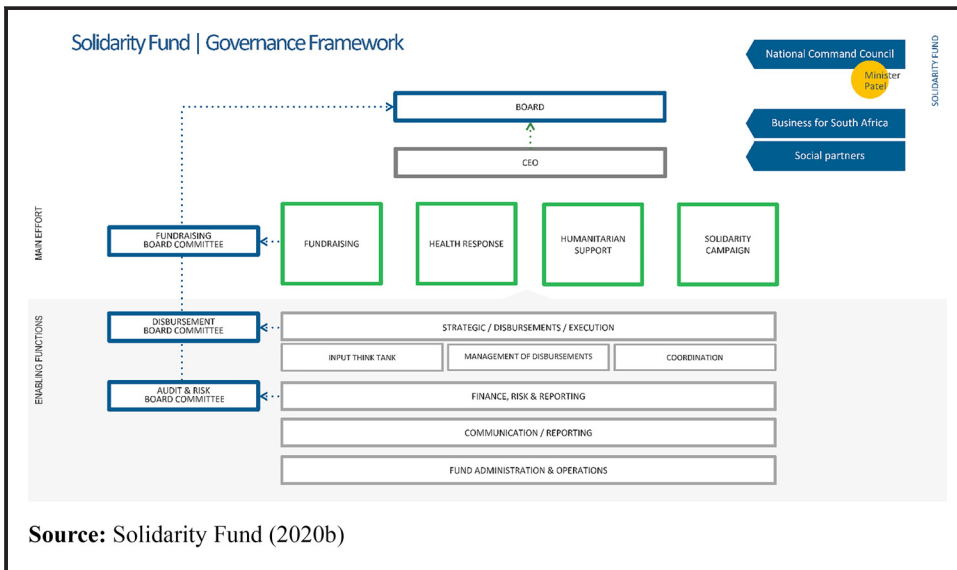 Solidarity Fund | Governance Framework
National Command Council
Minister
Patel
SOLIDARITY FUND
BOARD
Business for South Africa
Social partners
CEO
MAIN EFFORT
FUNDRAISING
BOARD COMMITTEE
FUNDRAISING
HEALTH RESPONSE
HUMANITARIAN
SUPPORT
SOLIDARITY
CAMPAIGN
ENABLING FUNCTIONS
DISBURSEMENT
BOARD COMMITTEE
STRATEGIC / DISBURSEMENTS / EXECUTION
INPUT THINK TANK
MANAGEMENT OF DISBURSEMENTS
COORDINATION
AUDIT & RISK
BOARD COMMITTEE
FINANCE, RISK & REPORTING
COMMUNICATION / REPORTING
FUND ADMINISTRATION & OPERATIONS
Source: Solidarity Fund (2020b)